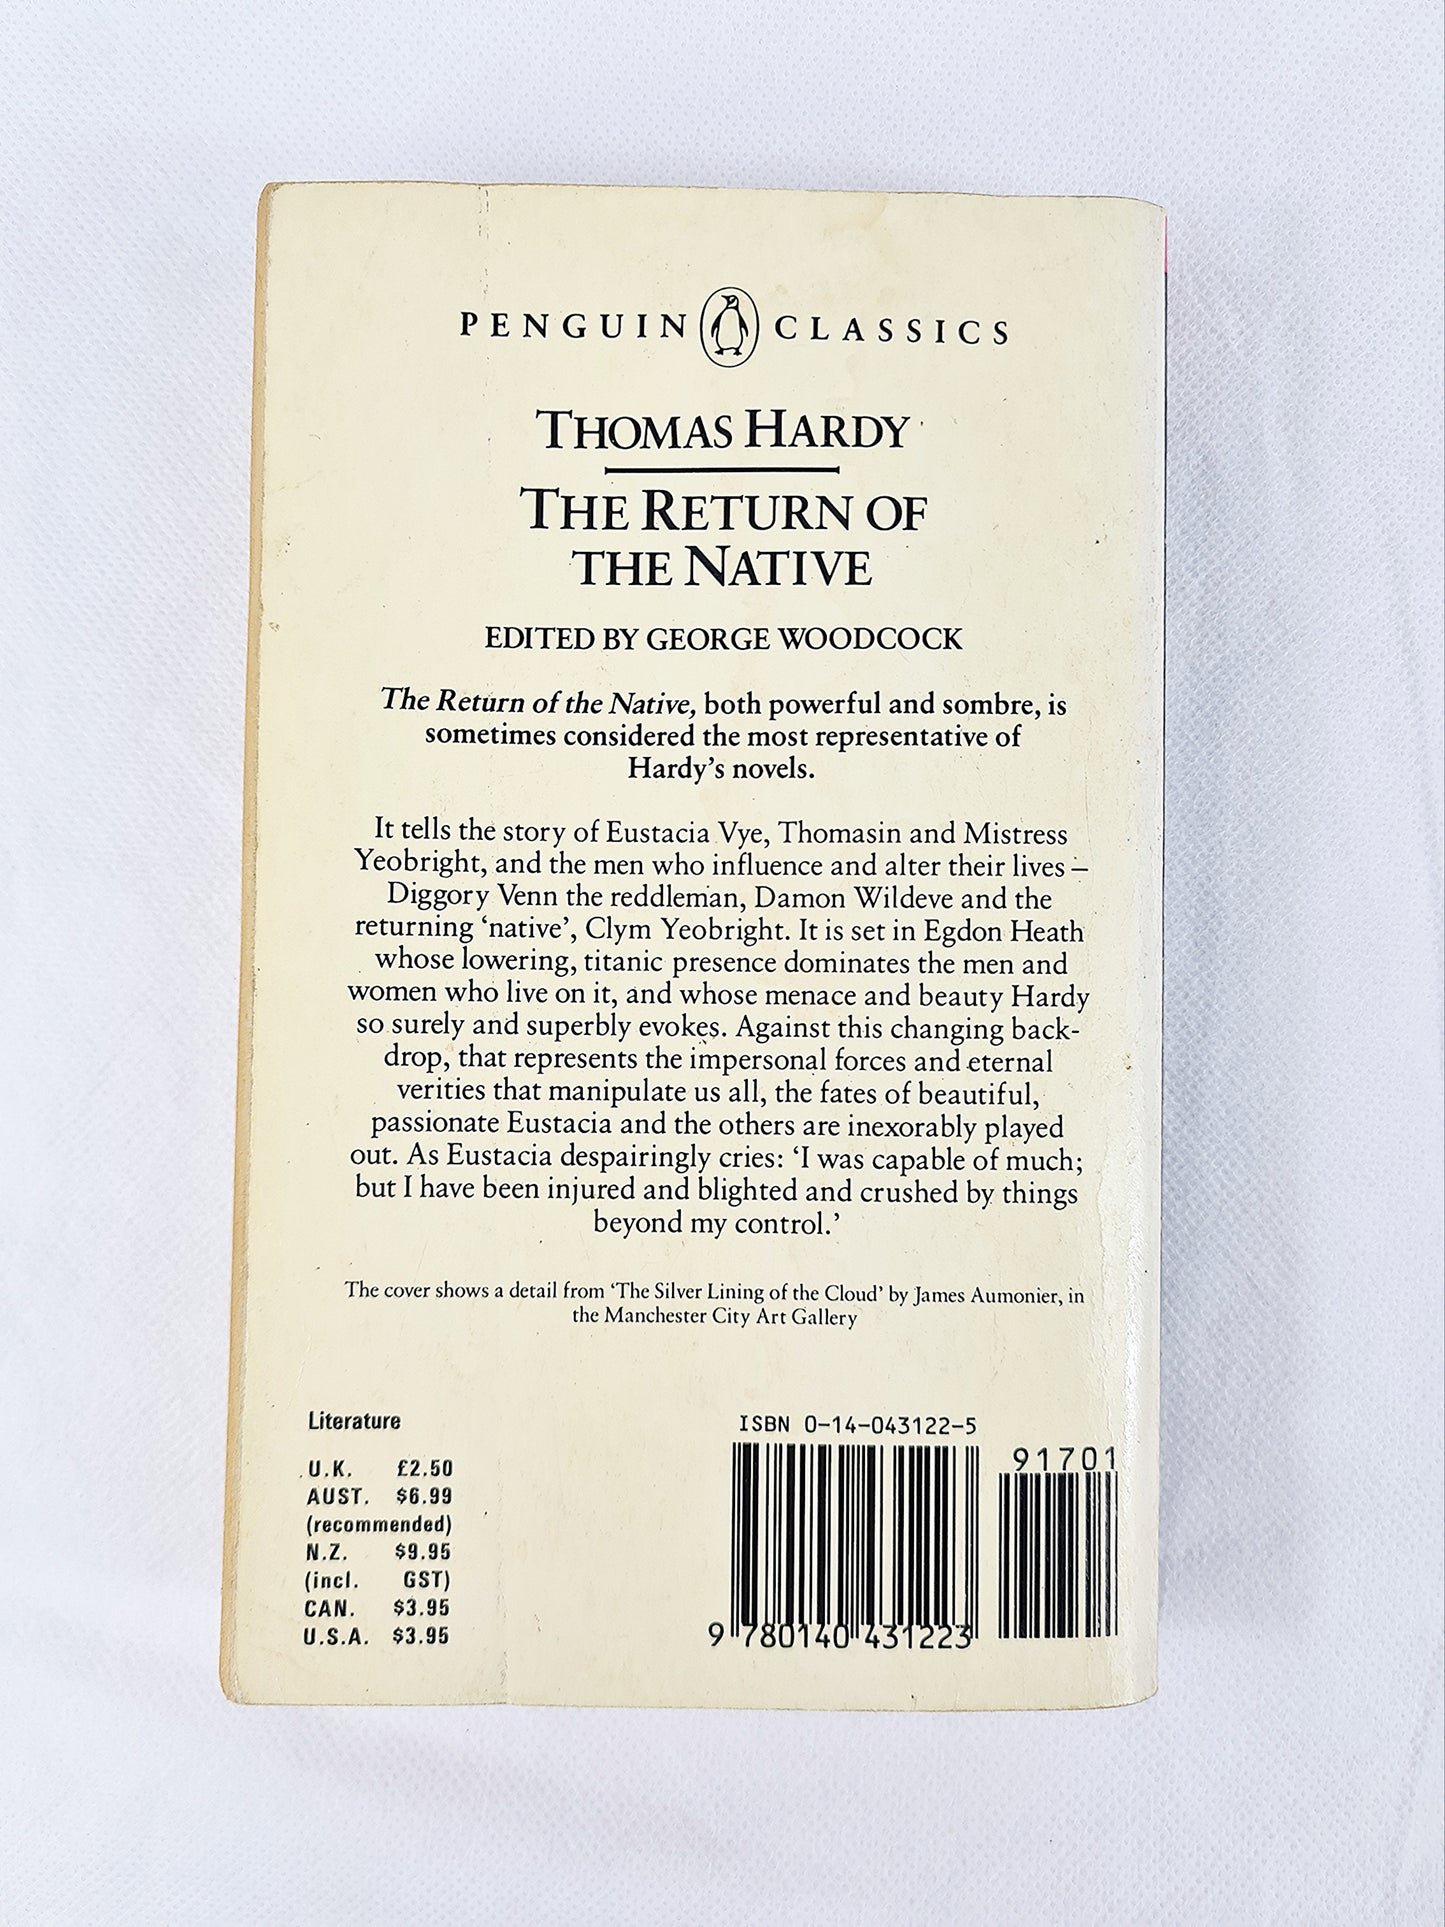 PENGUIN CLASSICS
THOMAS HARDY
THE RETURN OF
THE NATIVE
EDITED BY GEORGE WOODCOCK
The Return of the Native, both powerful and sombre, is
sometimes considered the most representative of
Hardy's novels.
It tells the story of Eustacia Vye, Thomasin and Mistress
Yeobright, and the men who influence and alter their lives –
Diggory Venn the reddleman, Damon Wildeve and the
returning 'native', Clym Yeobright. It is set in Egdon Heath
whose lowering, titanic presence dominates the men and
women who live on it, and whose menace and beauty Hardy
so surely and superbly evokes. Against this changing back-
drop, that represents the impersonal forces and eternal
verities that manipulate us all, the fates of beautiful,
passionate Eustacia and the others are inexorably played
out. As Eustacia despairingly cries: 'I was capable of much;
but I have been injured and blighted and crushed by things
beyond my control.'
The cover shows a detail from 'The Silver Lining of the Cloud' by James Aumonier, in
the Manchester City Art Gallery
Literature
U.K. £2.50
AUST. $6.99
(recommended)
N.Z. $9.95
(incl. GST)
CAN. $3.95
U.S.A. $3.95
ISBN 0-14-043122-5
91701
9 780140 431223